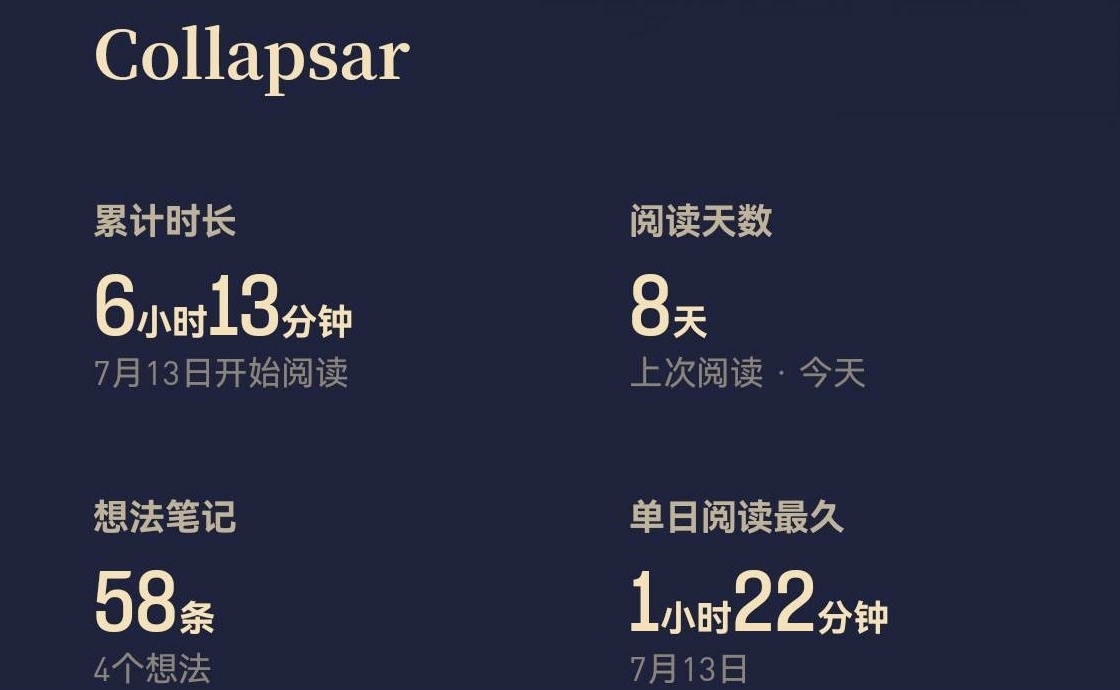 Collapsar
累计时长
阅读天数
6小时13分钟
8天
7月13日开始阅读
上次阅读 · 今天
想法笔记
单日阅读最久
58条
1小时22分钟
4个想法
7月13日